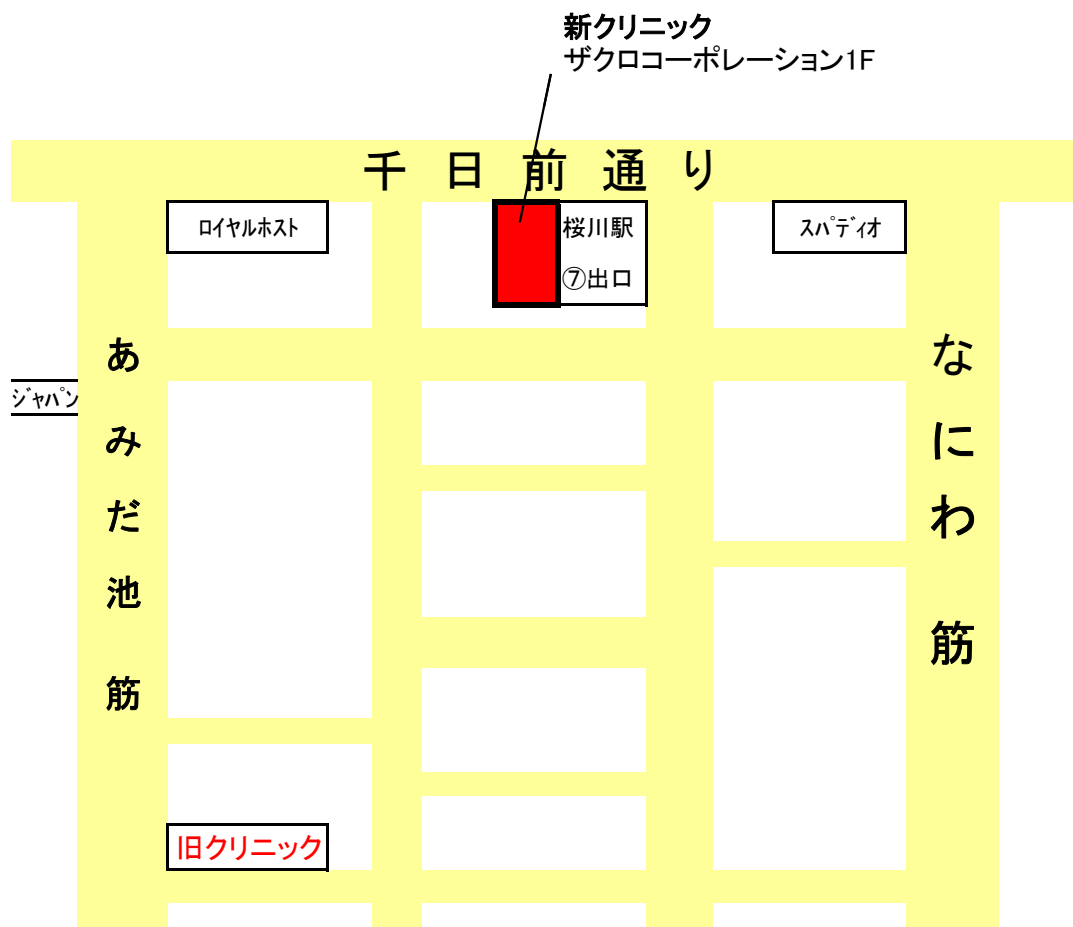 新クリニック
ザクロコーポレーション1F
千日前通り
ロイヤルホスト
桜川駅
⑦出口
スパディオ
あみだ池筋
なにわ筋
ジャパン
旧クリニック